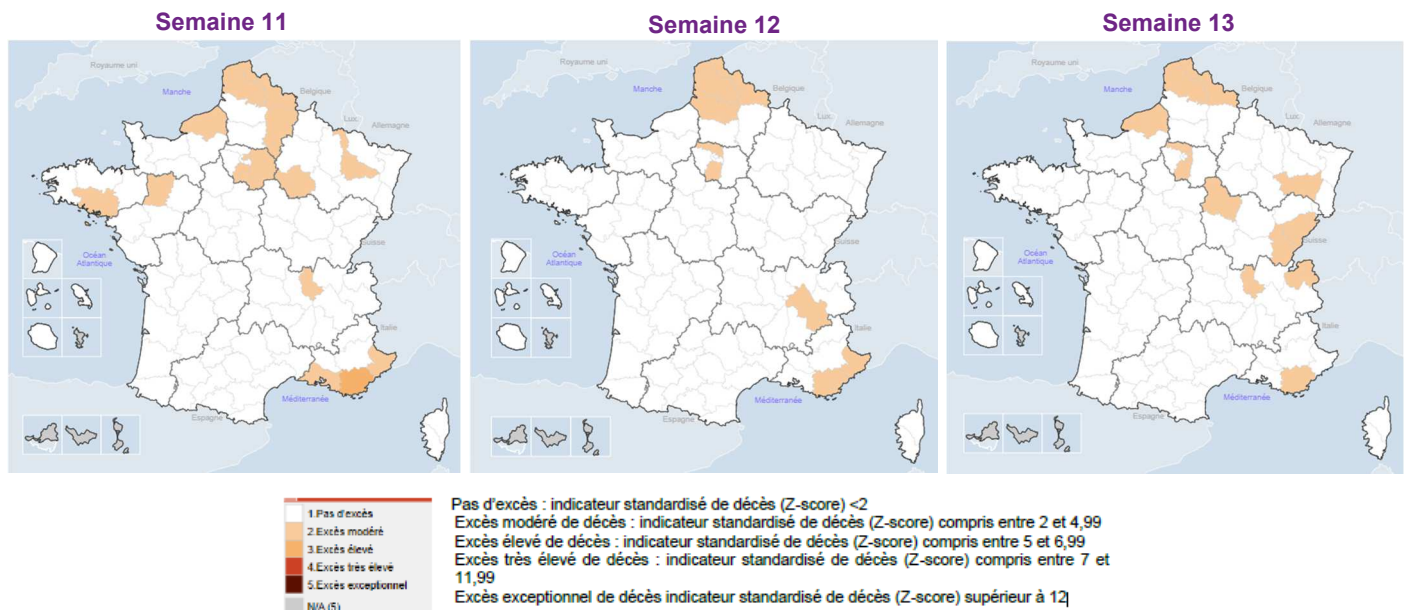 Semaine 11
Semaine 12
Semaine 13
Royaume uni
Manche
Belgique
Lux.
Allemagne
Océan
Atlantique
Suisse
Italie
Méditerranée
Espagne
Royaume uni
Manche
Belgique
Lux.
Allemagne
Océan
Atlantique
Suisse
Italie
Méditerranée
Espagne
Royaume uni
Manche
Belgique
Lux.
Allemagne
Océan
Atlantique
Suisse
Italie
Méditerranée
Espagne
1.Pas d'excès
2.Excès modéré
3.Excès élevé
4.Excès très élevé
5.Excès exceptionnel
N/A (5)
Pas d'excès : indicateur standardisé de décès (Z-score) <2
Excès modéré de décès : indicateur standardisé de décès (Z-score) compris entre 2 et 4,99
Excès élevé de décès : indicateur standardisé de décès (Z-score) compris entre 5 et 6,99
Excès très élevé de décès : indicateur standardisé de décès (Z-score) compris entre 7 et
11,99
Excès exceptionnel de décès indicateur standardisé de décès (Z-score) supérieur à 12